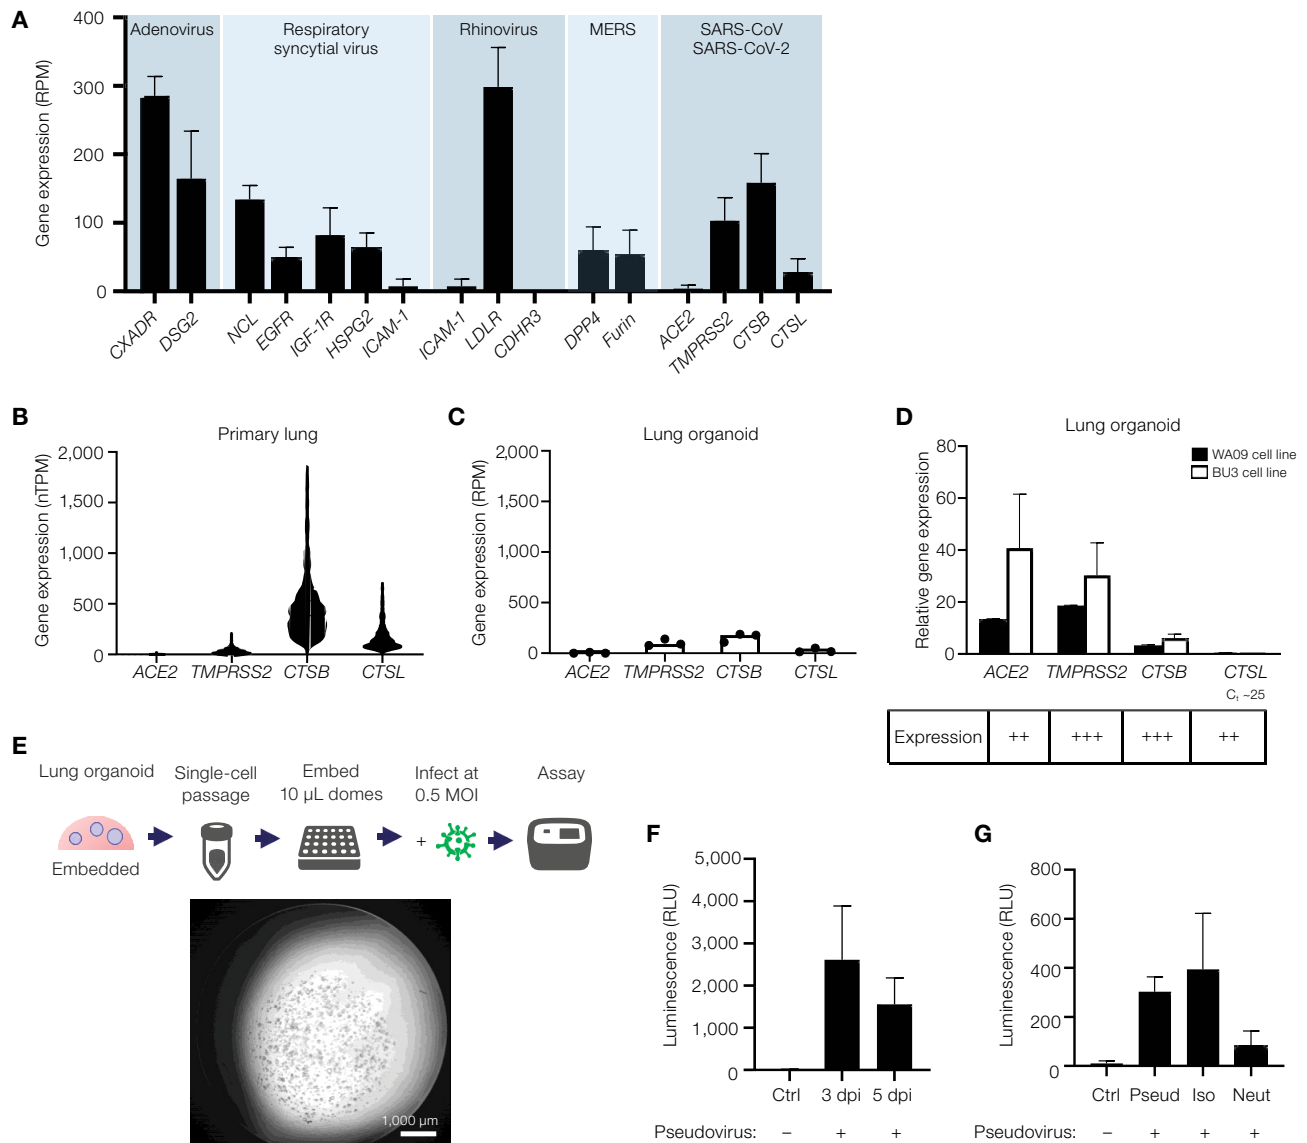 A
Gene expression (RPM)
400
300
200
100
0
Adenovirus
Respiratory
syncytial virus
Rhinovirus
MERS
SARS-CoV
SARS-CoV-2
CXADR
DSG2
NCL
EGFR
IGF-1R
HSPG2
ICAM-1
ICAM-1
LDLR
CDHR3
DPP4
Furin
ACE2
TMPRSS2
CTSB
CTSL
B
Primary lung
Gene expression (nTPM)
2,000
1,500
1,000
500
0
ACE2 TMPRSS2 CTSB CTSL
C
Lung organoid
Gene expression (RPM)
2,000
1,500
1,000
500
0
ACE2 TMPRSS2 CTSB CTSL
D
Lung organoid
WA09 cell line
BU3 cell line
Relative gene expression
80
60
40
20
0
ACE2 TMPRSS2 CTSB CTSL
Ct ~25
Expression ++ +++ +++ ++
E
Lung organoid
Embedded
Single-cell
passage
Embed
10 µL domes
Infect at
0.5 MOI
+
Assay
1,000 µm
F
Luminescence (RLU)
5,000
4,000
3,000
2,000
1,000
0
Ctrl 3 dpi 5 dpi
Pseudovirus: – + +
G
Luminescence (RLU)
800
600
400
200
0
Ctrl Pseud Iso Neut
Pseudovirus: – + + +